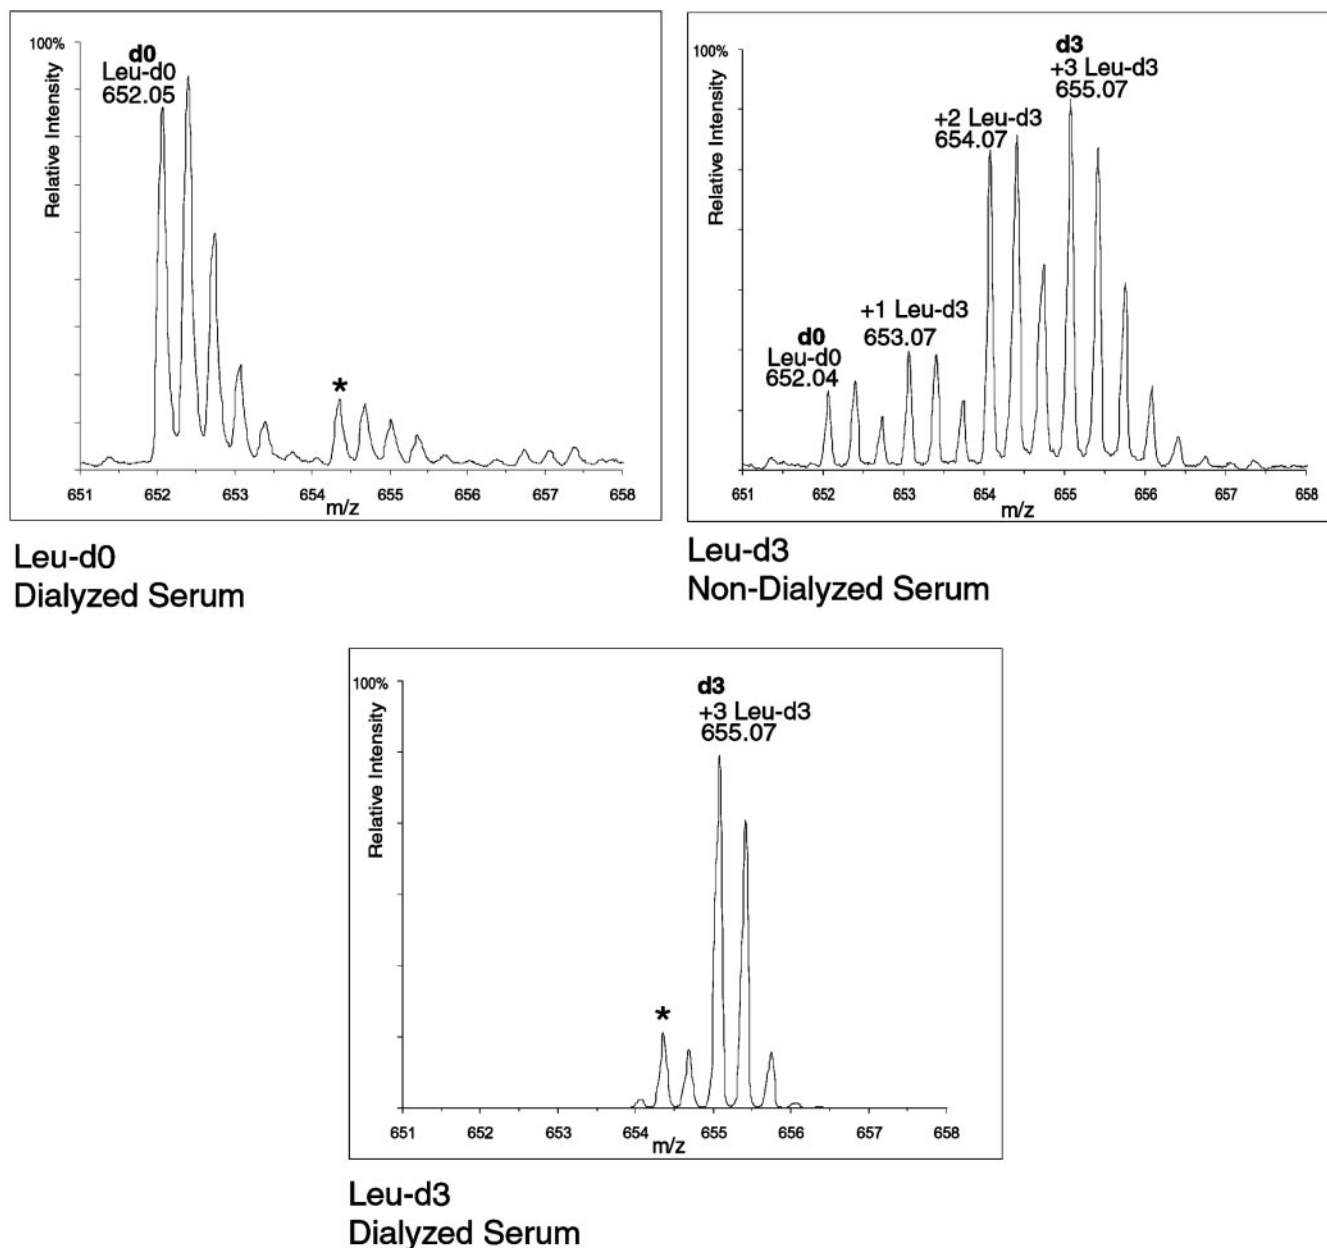 100%
Relative Intensity
d0
Leu-d0
652.05
*
651 652 653 654 655 656 657 658
m/z
Leu-d0
Dialyzed Serum
100%
Relative Intensity
d0
Leu-d0
652.04
+1 Leu-d3
653.07
+2 Leu-d3
654.07
d3
+3 Leu-d3
655.07
651 652 653 654 655 656 657 658
m/z
Leu-d3
Non-Dialyzed Serum
100%
Relative Intensity
d3
+3 Leu-d3
655.07
*
651 652 653 654 655 656 657 658
m/z
Leu-d3
Dialyzed Serum